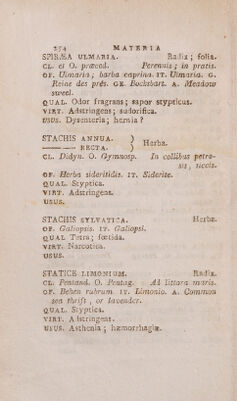 254 MATERIA
SPIRÆA ULMARIA. Radix; folia.
CL. et O. præced. Perennis; in pratis.
OF. Ulmaria; barba caprina. IT. Ulmaria. G.
Reine des prés. GE. Bocksbart. A. Meadow
sweet.
QUAL. Odor fragrans; sapor stypticus.
VIRT. Adstringens; sudorifica.
USUS. Dysenteria; hernia?
STACHIS ANNUA. } Herba.
——— RECTA. }
CL. Didyn. O. Gymnosp. In collibus petro-
sis, siccis.
OF. Herba sideritidis. IT. Siderite.
QUAL. Styptica.
VIRT. Adstringens.
USUS.
STACHIS SYLVATICA. Herba.
OF. Galiopsis. IT. Galiopsi.
QUAL Tetra; fœtida.
VIRT. Narcotica.
USUS.
STATICE LIMONIUM. Radix.
CL. Pentand. O. Pentag. Ad littora maris.
OF. Behen rubrum. IT. Limonio. A. Common
sea thrift, or lavender.
QUAL. Styptica.
VIRT. Adstringens.
USUS. Asthenia; hæmorrhagiæ.